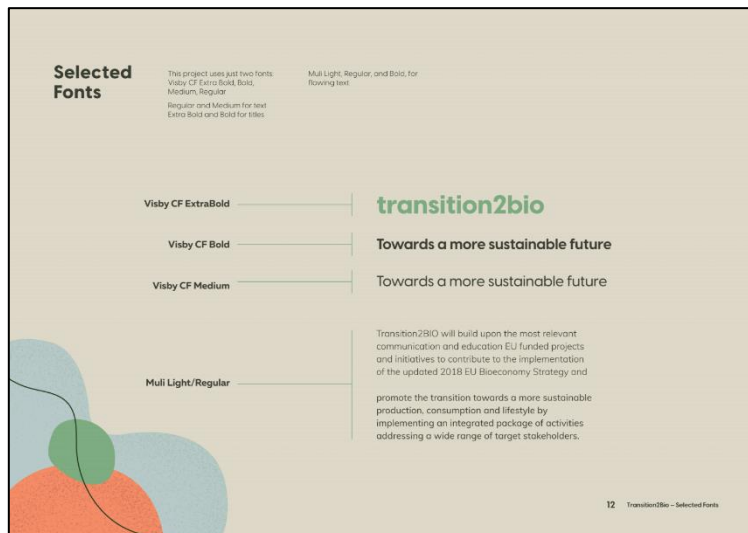 Selected
Fonts
This project uses just two fonts
Visby CF Extra Bold, Bold,
Medium, Regular
Regular and Medium for text
Extra Bold and Bold for titles
Muli Light, Regular, and Bold, for
flowing text
Visby CF ExtraBold
transition2bio
Visby CF Bold
Towards a more sustainable future
Visby CF Medium
Towards a more sustainable future
Muli Light/Regular
Transition2BIO will build upon the most relevant
communication and education EU funded projects
and initiatives to contribute to the implementation
of the updated 2018 EU Bioeconomy Strategy and
promote the transition towards a more sustainable
production, consumption and lifestyle by
implementing an integrated package of activities
addressing a wide range of target stakeholders.
12 Transition2Bio – Selected Fonts